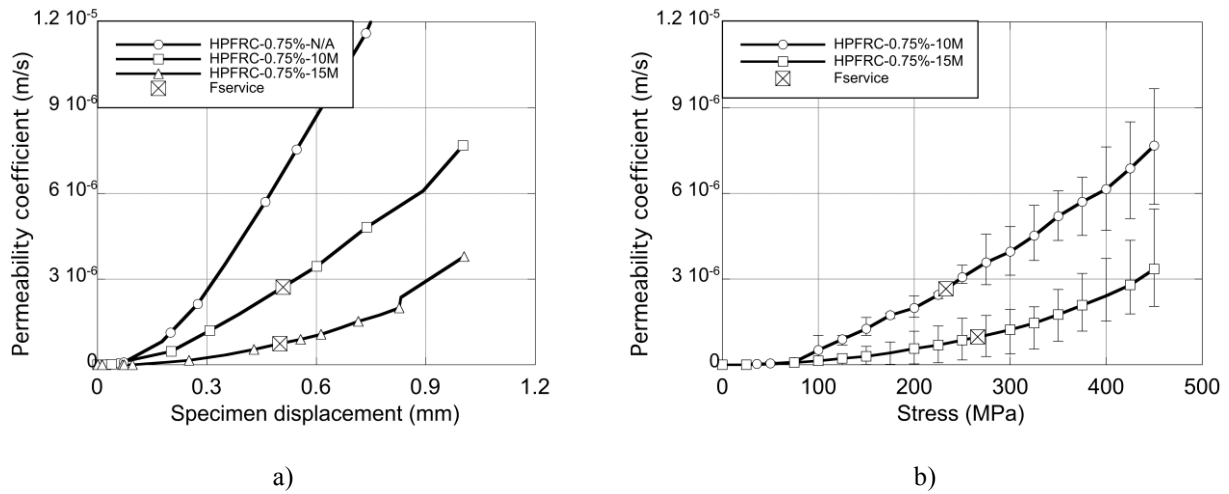 1.2 10-5
HPFRC-0.75%-N/A
HPFRC-0.75%-10M
HPFRC-0.75%-15M
Fservice
9 10-6
6 10-6
3 10-6
0
0 0.3 0.6 0.9 1.2
Permeability coefficient (m/s)
Specimen displacement (mm)
a)
1.2 10-5
HPFRC-0.75%-10M
HPFRC-0.75%-15M
Fservice
9 10-6
6 10-6
3 10-6
0
0 100 200 300 400 500
Permeability coefficient (m/s)
Stress (MPa)
b)